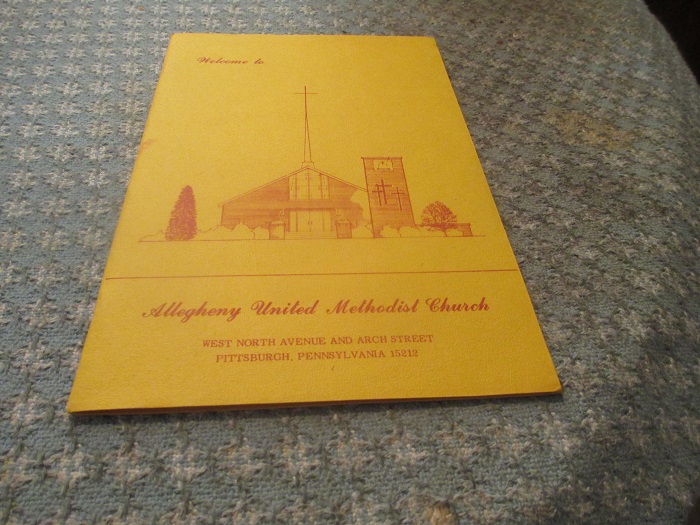 Welcome to
Allegheny United Methodist Church
WEST NORTH AVENUE AND ARCH STREET
PITTSBURGH, PENNSYLVANIA 15212